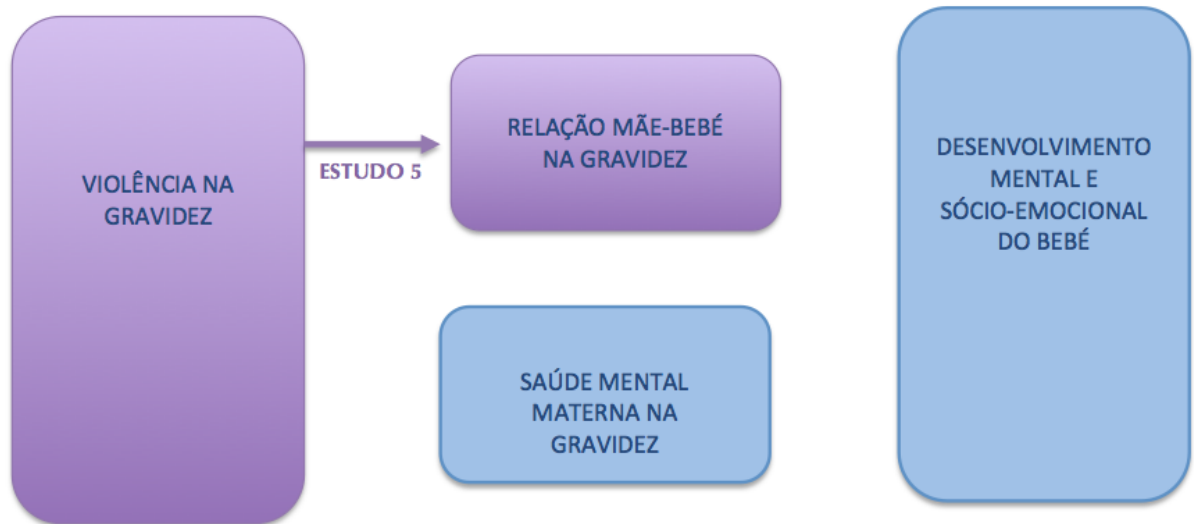 VIOLÊNCIA NA
GRAVIDEZ
ESTUDO 5
RELAÇÃO MÃE-BEBÉ
NA GRAVIDEZ
SAÚDE MENTAL
MATERNA NA
GRAVIDEZ
DESENVOLVIMENTO
MENTAL E
SÓCIO-EMOCIONAL
DO BEBÉ